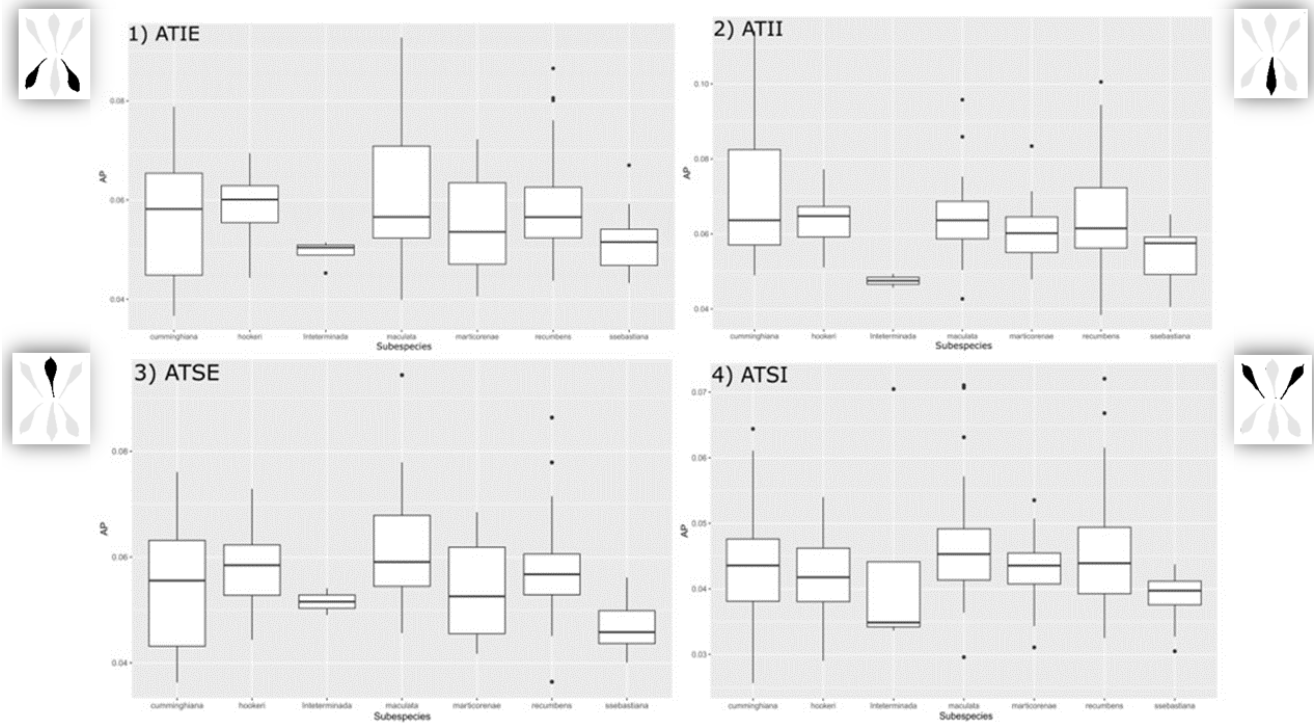 1) ATIE
AP
0.08
0.06
0.04
cumminghiana hookeri Inteterminada maculata marticorenae recumbens ssebastiana
Subespecies
2) ATII
AP
0.10
0.08
0.06
0.04
cumminghiana hookeri Inteterminada maculata marticorenae recumbens ssebastiana
Subespecies
3) ATSE
AP
0.08
0.06
0.04
cumminghiana hookeri Inteterminada maculata marticorenae recumbens ssebastiana
Subespecies
4) ATSI
AP
0.07
0.06
0.05
0.04
0.03
cumminghiana hookeri Inteterminada maculata marticorenae recumbens ssebastiana
Subespecies